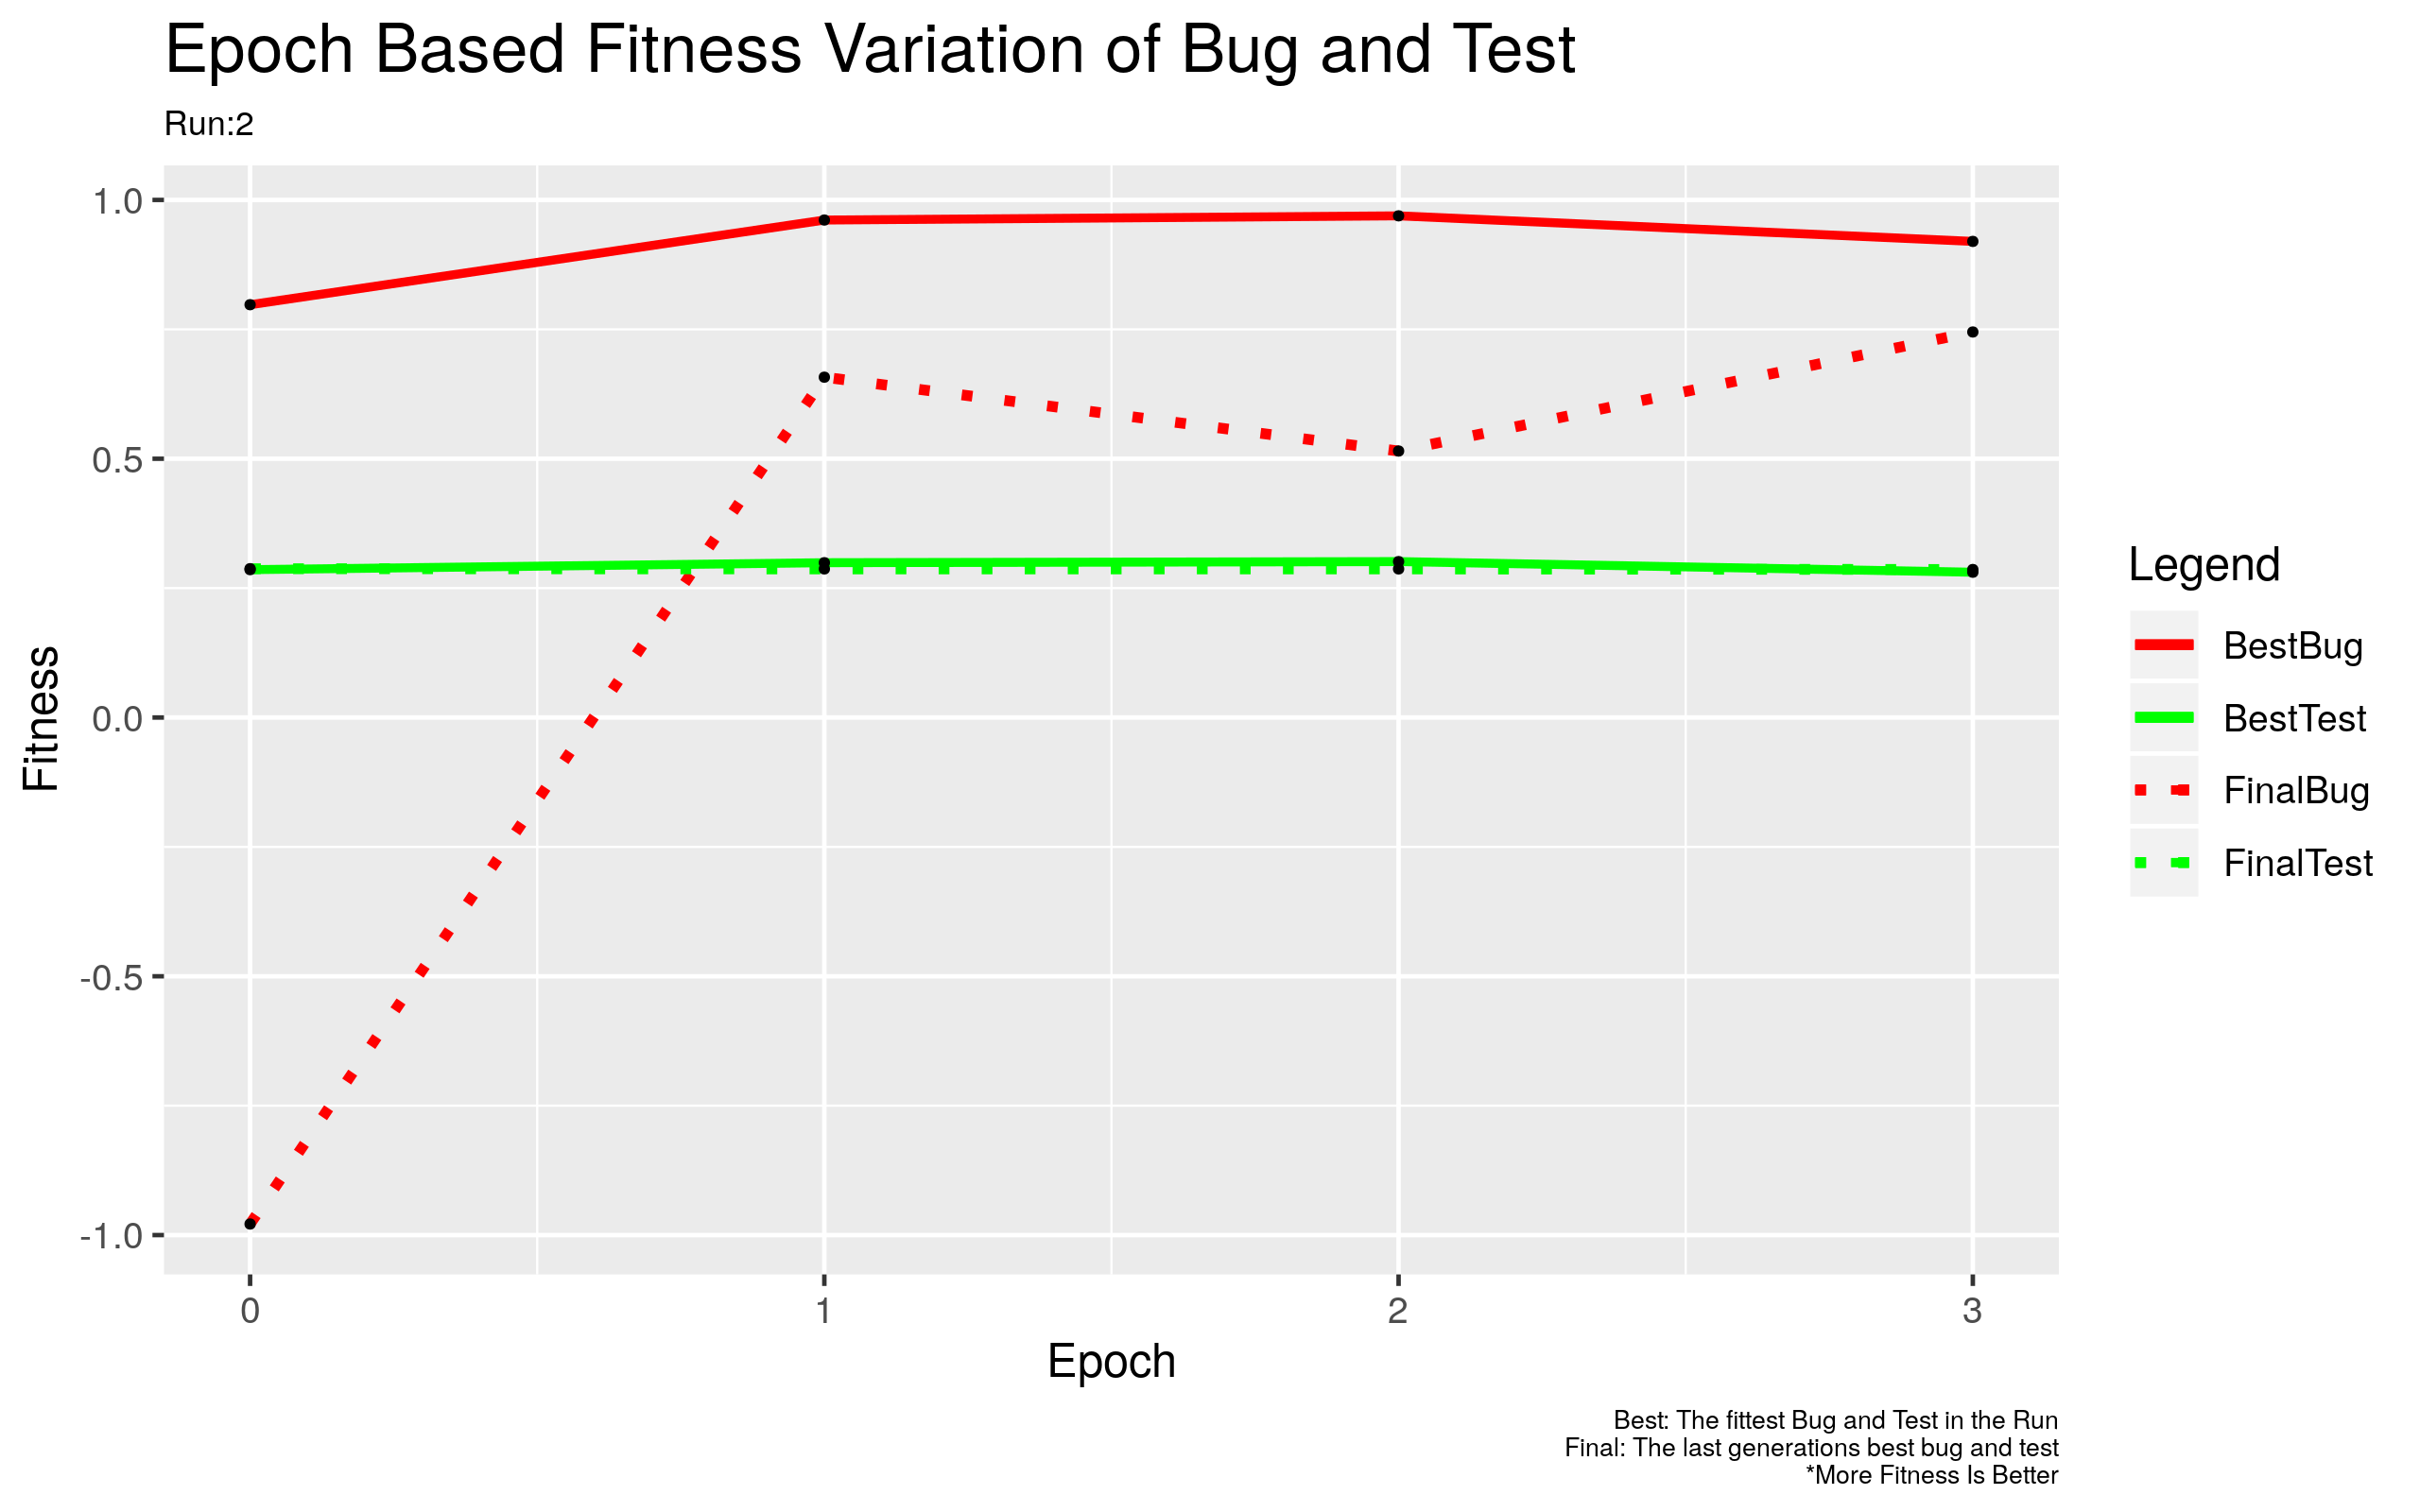 Epoch Based Fitness Variation of Bug and Test
Run:2
1.0
0.5
0.0
-0.5
-1.0
Fitness
0
1
2
3
Epoch
Legend
BestBug
BestTest
FinalBug
FinalTest
Best: The fittest Bug and Test in the Run
Final: The last generations best bug and test
*More Fitness Is Better